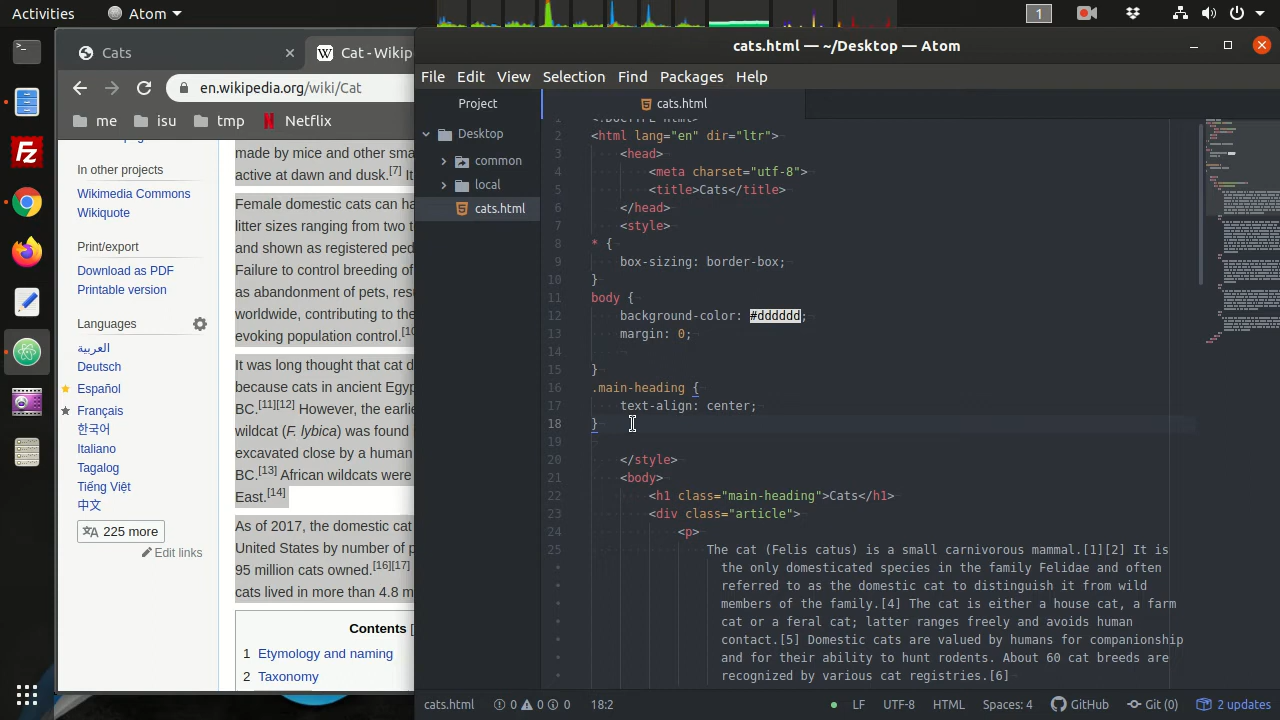 Activities
Atom
1
Cats
Cat - Wikip
en.wikipedia.org/wiki/Cat
me
isu
tmp
Netflix
In other projects
Wikimedia Commons
Wikiquote
Print/export
Download as PDF
Printable version
Languages
العربية
Deutsch
Español
Français
한국어
Italiano
Tagalog
Tiếng Việt
中文
225 more
Edit links
made by mice and other sma
active at dawn and dusk.[7] It
Female domestic cats can ha
litter sizes ranging from two t
and shown as registered ped
Failure to control breeding of
as abandonment of pets, resu
worldwide, contributing to the
evoking population control.[10
It was long thought that cat d
because cats in ancient Egyp
BC.[11][12] However, the earlie
wildcat (F. lybica) was found
excavated close by a human
BC.[13] African wildcats were
East.[14]
As of 2017, the domestic cat
United States by number of p
95 million cats owned.[16][17]
cats lived in more than 4.8 m
Contents [
1 Etymology and naming
2 Taxonomy
cats.html — ~/Desktop — Atom
File Edit View Selection Find Packages Help
Project
Desktop
common
local
cats.html
cats.html
1 <!DOCTYPE html>
2 <html lang="en" dir="ltr">
3 <head>
4 <meta charset="utf-8">
5 <title>Cats</title>
6 </head>
7 <style>
8 * {
9 box-sizing: border-box;
10 }
11 body {
12 background-color: #dddddd;
13 margin: 0;
14
15 }
16 .main-heading {
17 text-align: center;
18 }
19
20 </style>
21 <body>
22 <h1 class="main-heading">Cats</h1>
23 <div class="article">
24 <p>
25 The cat (Felis catus) is a small carnivorous mammal.[1][2] It is
the only domesticated species in the family Felidae and often
referred to as the domestic cat to distinguish it from wild
members of the family.[4] The cat is either a house cat, a farm
cat or a feral cat; latter ranges freely and avoids human
contact.[5] Domestic cats are valued by humans for companionship
and for their ability to hunt rodents. About 60 cat breeds are
recognized by various cat registries.[6]
cats.html
0 0 0
18:2
LF
UTF-8
HTML
Spaces: 4
GitHub
Git (0)
2 updates